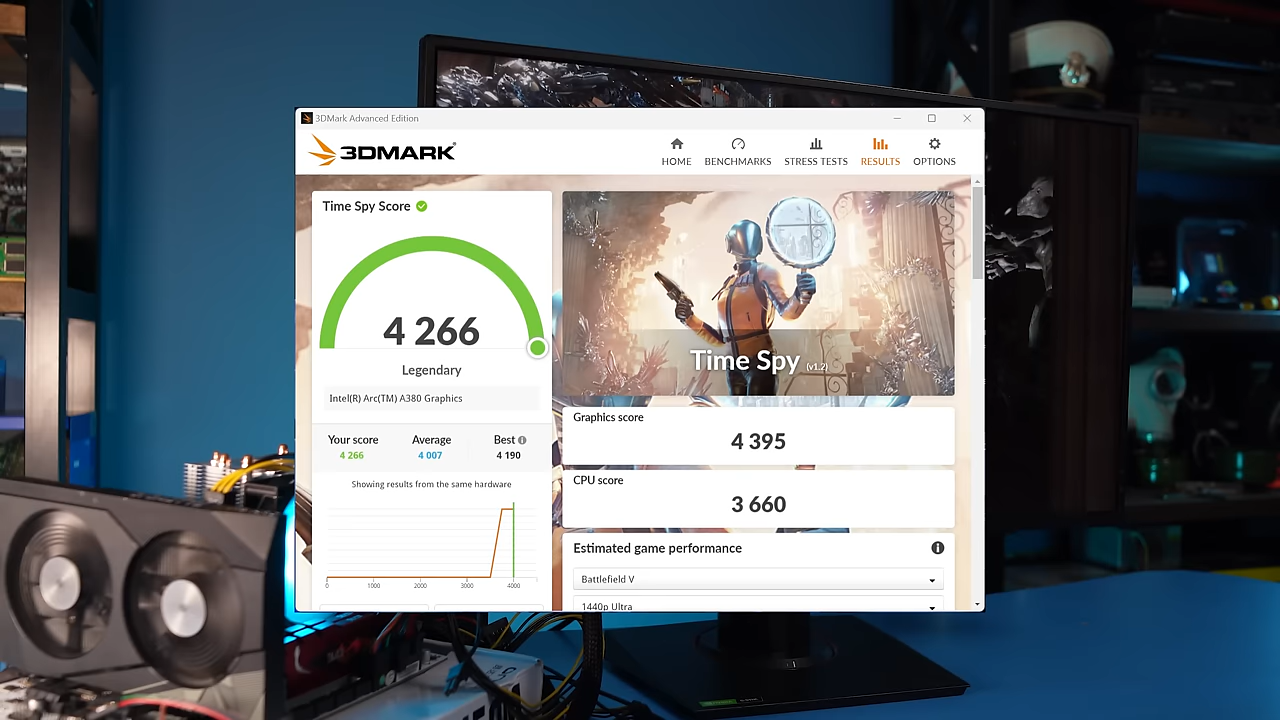 3DMark Advanced Edition
3DMARK
HOME
BENCHMARKS
STRESS TESTS
RESULTS
OPTIONS
Time Spy Score
4 266
Legendary
Intel(R) Arc(TM) A380 Graphics
Your score
Average
Best
4 266
4 007
4 190
Showing results from the same hardware
0
1000
2000
3000
4000
Time Spy (v1.2)
Graphics score
4 395
CPU score
3 660
Estimated game performance
Battlefield V
1440p Ultra